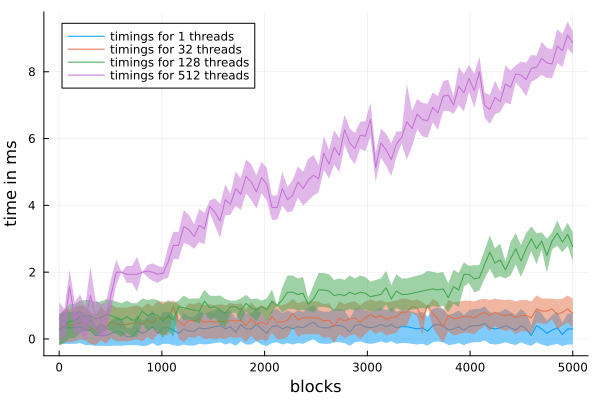 timings for 1 threads
timings for 32 threads
timings for 128 threads
timings for 512 threads
8
6
4
2
0
time in ms
0 1000 2000 3000 4000 5000
blocks